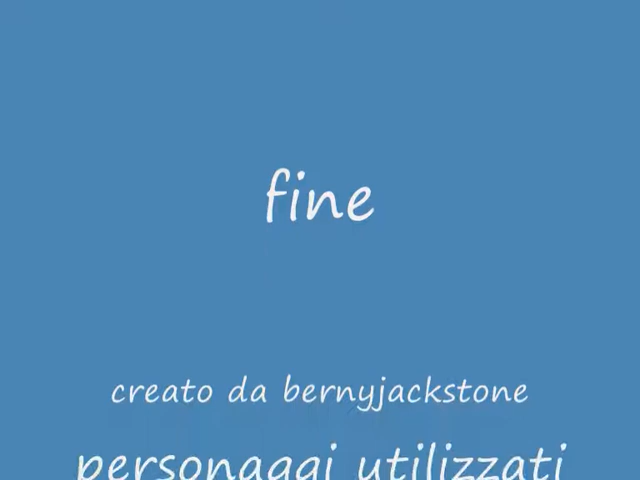 fine
creato da bernyjackstone
personaggi utilizzati